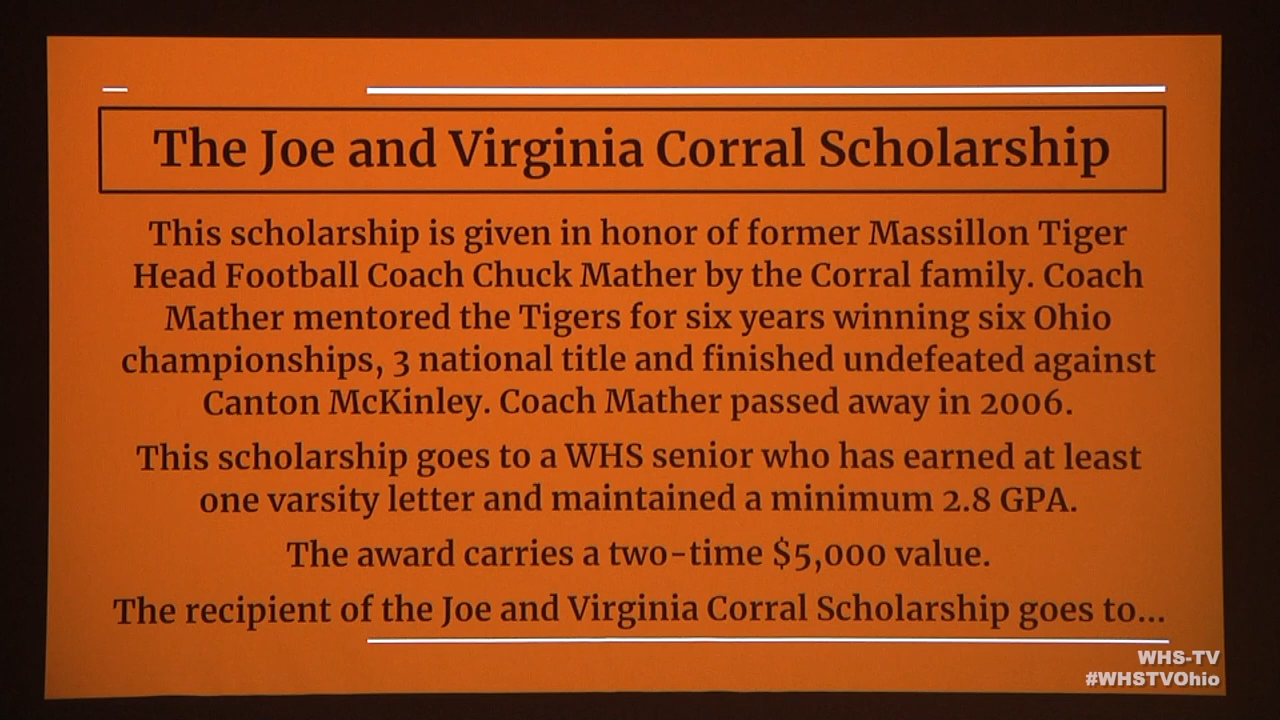 The Joe and Virginia Corral Scholarship
This scholarship is given in honor of former Massillon Tiger
Head Football Coach Chuck Mather by the Corral family. Coach
Mather mentored the Tigers for six years winning six Ohio
championships, 3 national title and finished undefeated against
Canton McKinley. Coach Mather passed away in 2006.
This scholarship goes to a WHS senior who has earned at least
one varsity letter and maintained a minimum 2.8 GPA.
The award carries a two-time $5,000 value.
The recipient of the Joe and Virginia Corral Scholarship goes to...
WHS-TV
#WHSTVOhio